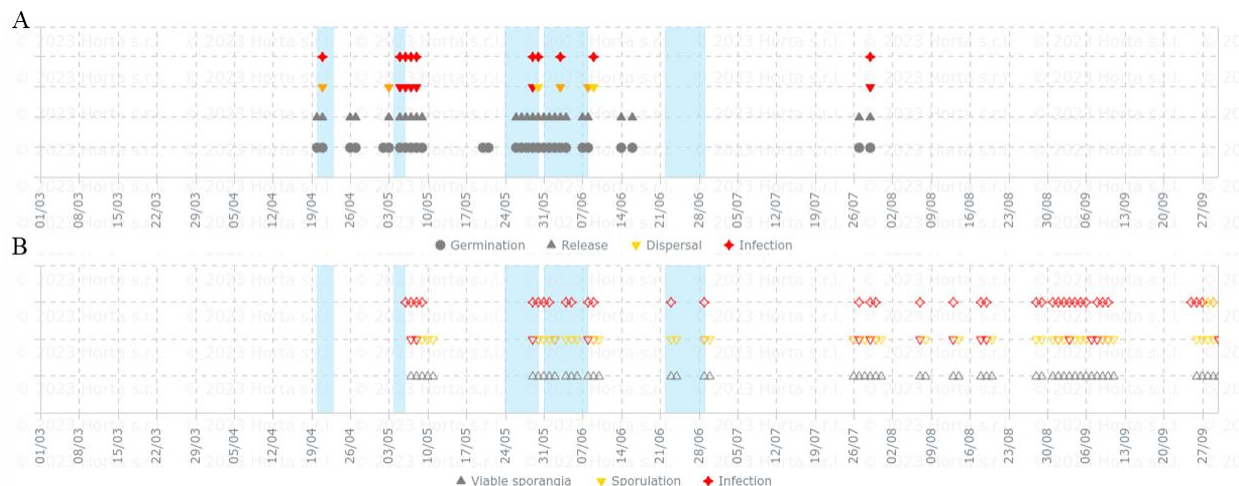 A
© 2023 Horta s.r.l.
01/03 08/03 15/03 22/03 29/03 05/04 12/04 19/04 26/04 03/05 10/05 17/05 24/05 31/05 07/06 14/06 21/06 28/06 05/07 12/07 19/07 26/07 02/08 09/08 16/08 23/08 30/08 06/09 13/09 20/09 27/09
Germination Release Dispersal Infection
B
© 2023 Horta s.r.l.
01/03 08/03 15/03 22/03 29/03 05/04 12/04 19/04 26/04 03/05 10/05 17/05 24/05 31/05 07/06 14/06 21/06 28/06 05/07 12/07 19/07 26/07 02/08 09/08 16/08 23/08 30/08 06/09 13/09 20/09 27/09
Viable sporangia Sporulation Infection